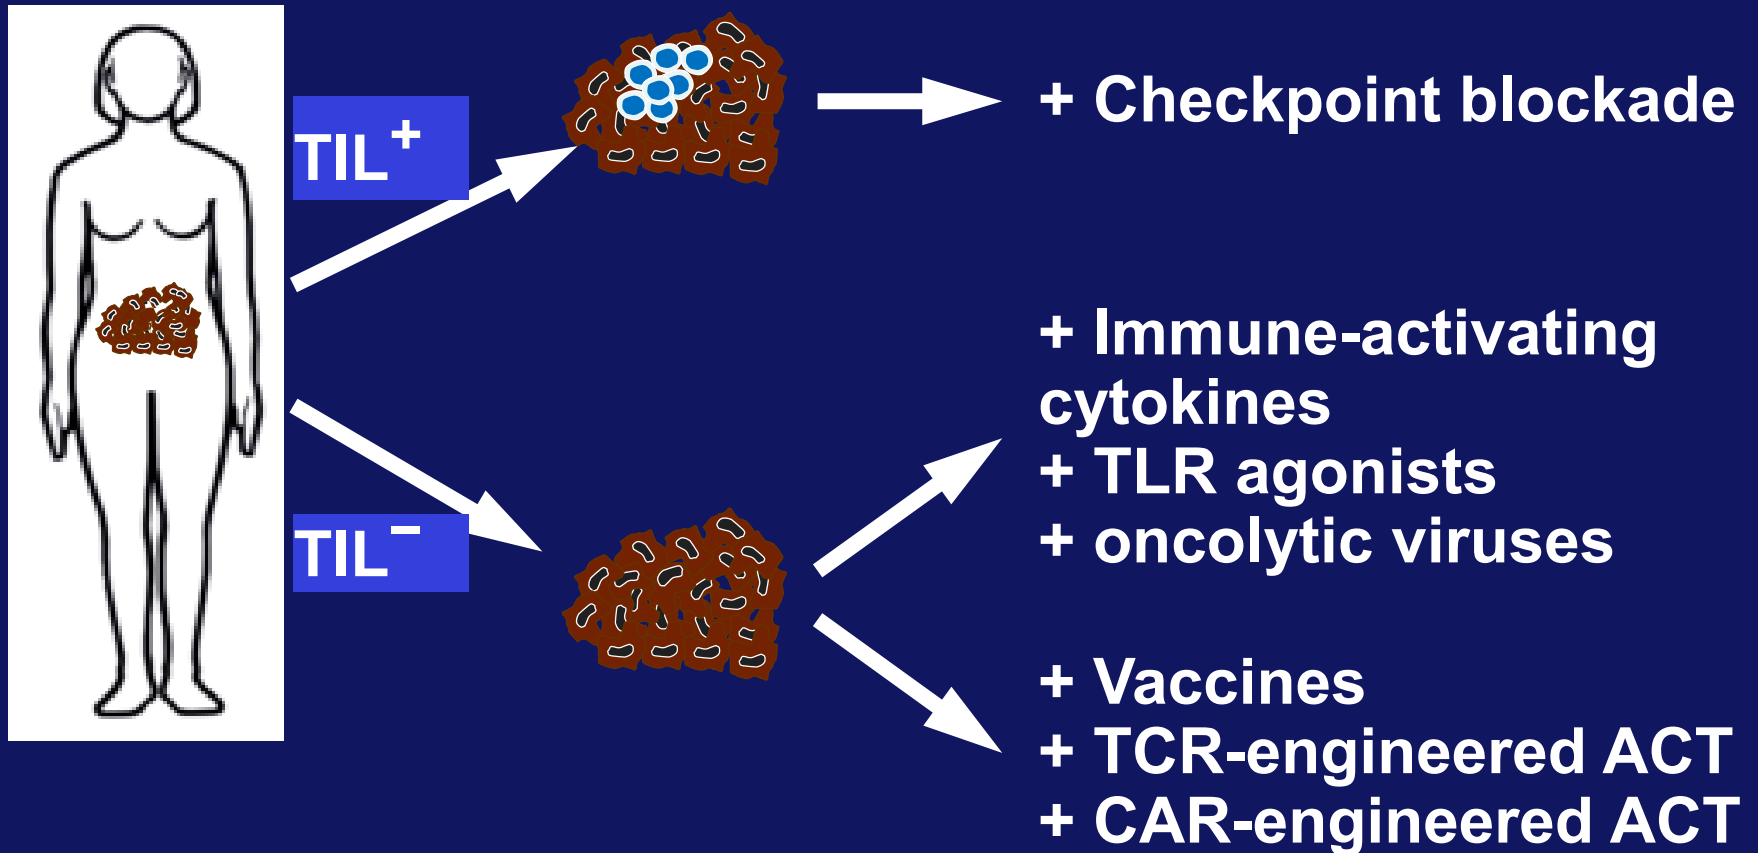 TIL+
+ Checkpoint blockade
+ Immune-activating
cytokines
+ TLR agonists
+ oncolytic viruses
TIL−
+ Vaccines
+ TCR-engineered ACT
+ CAR-engineered ACT